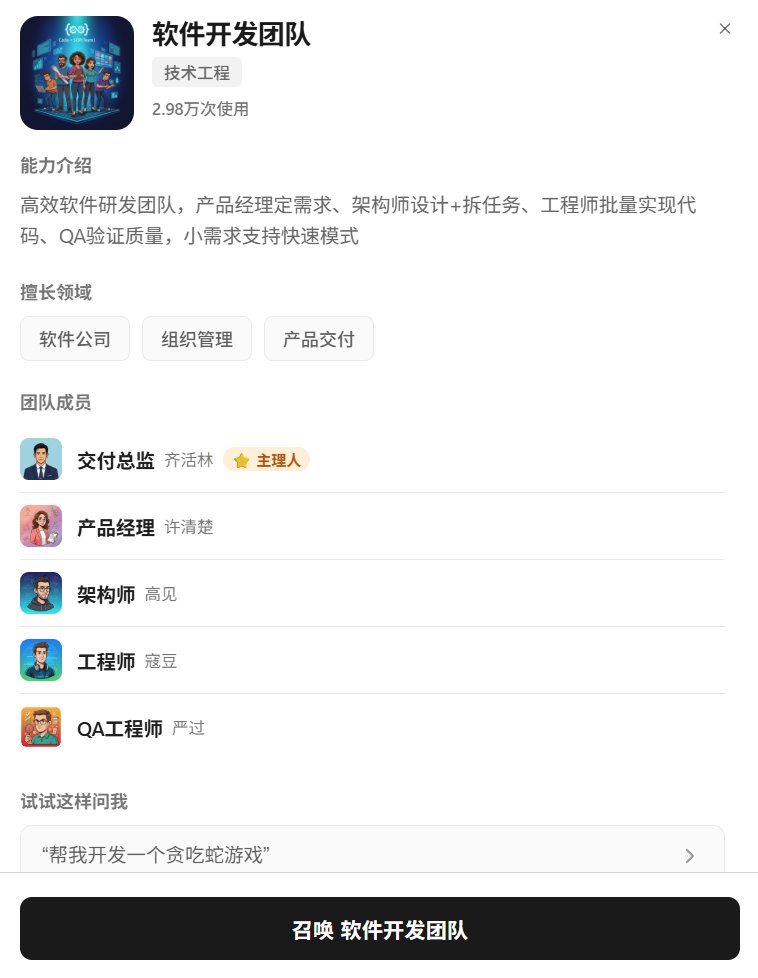 软件开发团队
技术工程
2.98万次使用
能力介绍
高效软件研发团队，产品经理定需求、架构师设计+拆任务、工程师批量实现代
码、QA验证质量，小需求支持快速模式
擅长领域
软件公司
组织管理
产品交付
团队成员
交付总监 齐活林 主理人
产品经理 许清楚
架构师 高见
工程师 寇豆
QA工程师 严过
试试这样问我
“帮我开发一个贪吃蛇游戏”
召唤 软件开发团队